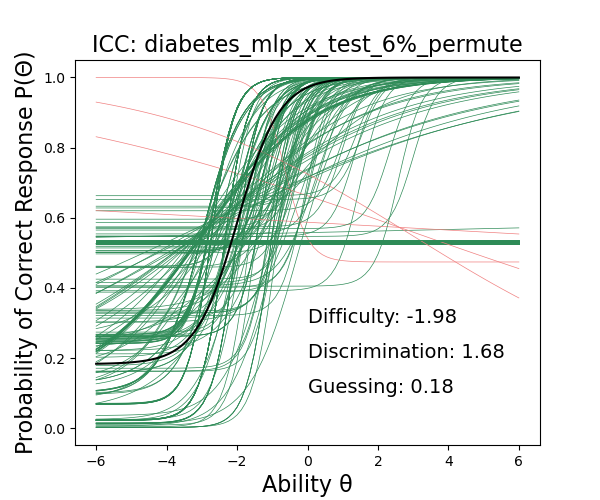 ICC: diabetes_mlp_x_test_6%_permute
Probability of Correct Response P(Θ)
1.0
0.8
0.6
0.4
0.2
0.0
Difficulty: -1.98
Discrimination: 1.68
Guessing: 0.18
−6
−4
−2
0
2
4
6
Ability θ